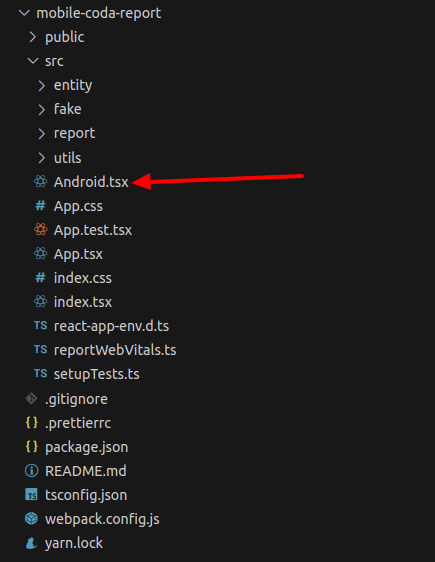 mobile-coda-report
public
src
entity
fake
report
utils
Android.tsx
# App.css
App.test.tsx
App.tsx
# index.css
index.tsx
TS react-app-env.d.ts
TS reportWebVitals.ts
TS setupTests.ts
.gitignore
{ } .prettierrc
{ } package.json
README.md
TS tsconfig.json
webpack.config.js
yarn.lock